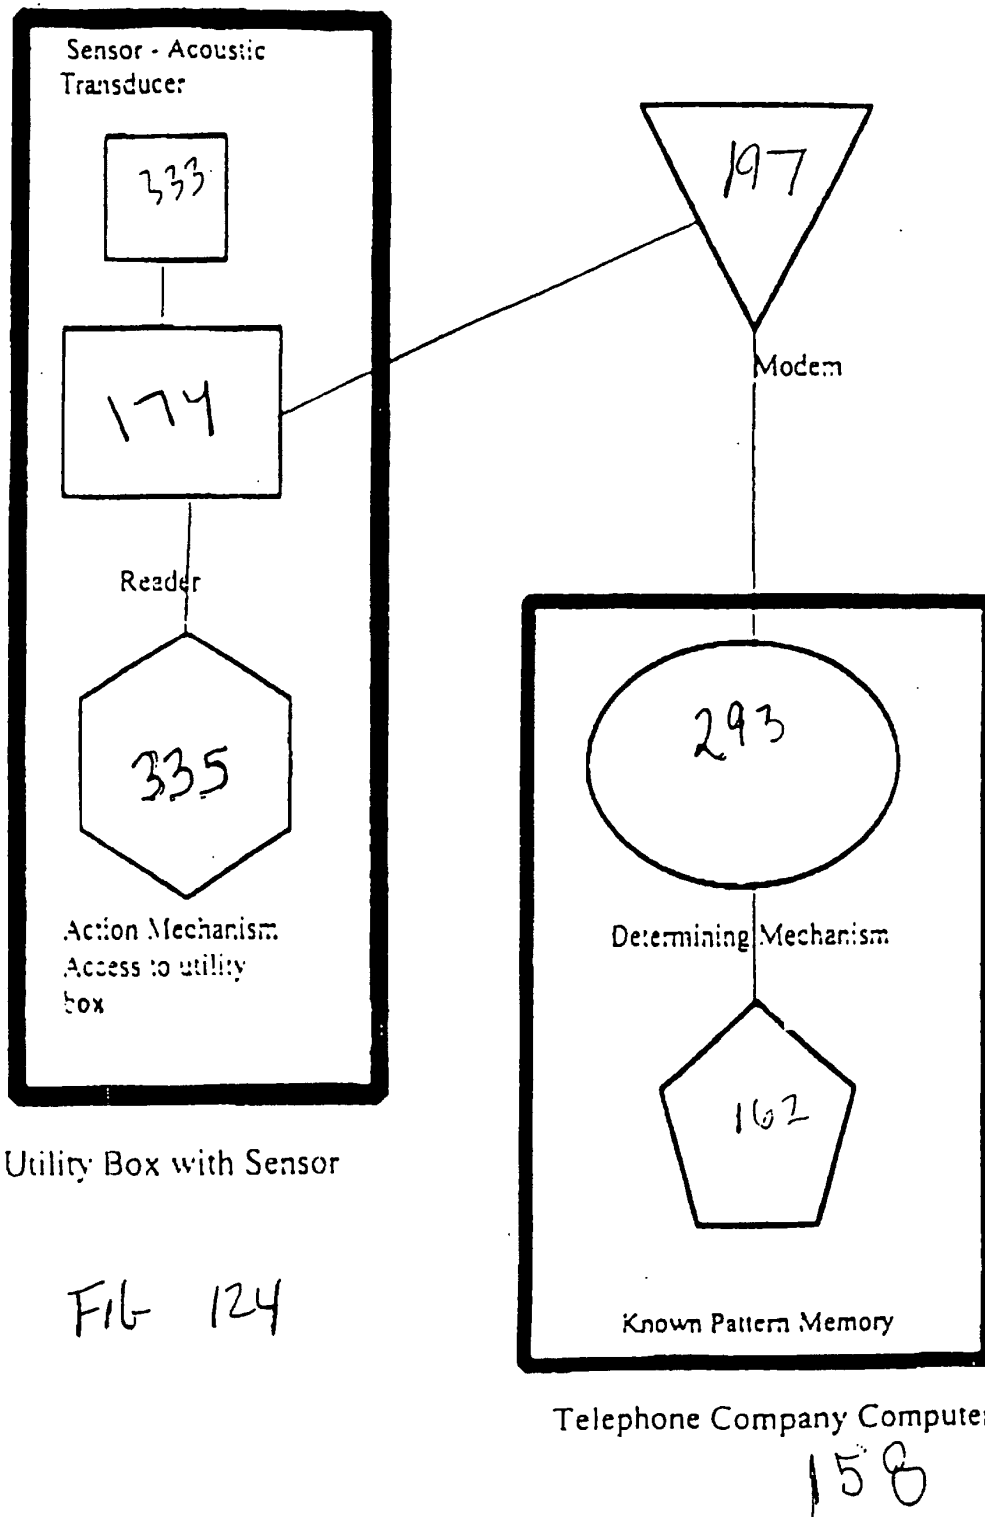 Sensor - Acoustic
Transducer
333
197
174
Modem
Reader
335
293
Action Mechanism
Access to utility
box
Determining Mechanism
162
Utility Box with Sensor
FIG 124
Known Pattern Memory
Telephone Company Computer
158